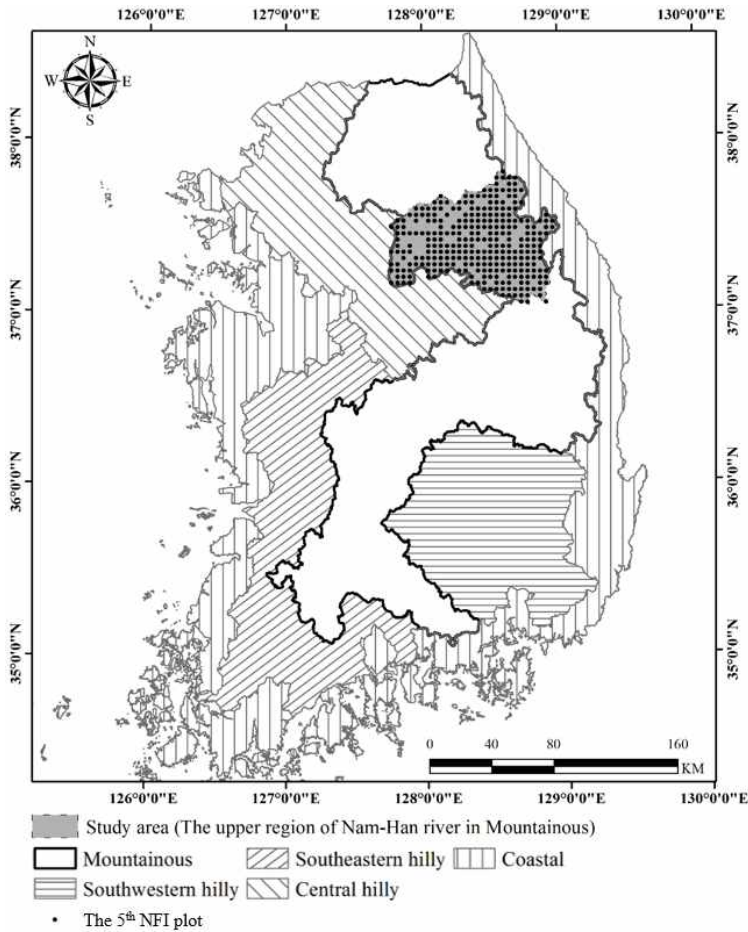 126°0'0"E 127°0'0"E 128°0'0"E 129°0'0"E 130°0'0"E
N
W E
S
38°0'0"N 38°0'0"N
37°0'0"N 37°0'0"N
36°0'0"N 36°0'0"N
35°0'0"N 35°0'0"N
0 40 80 160
KM
126°0'0"E 127°0'0"E 128°0'0"E 129°0'0"E 130°0'0"E
Study area (The upper region of Nam-Han river in Mountainous)
Mountainous Southeastern hilly Coastal
Southwestern hilly Central hilly
• The 5th NFI plot